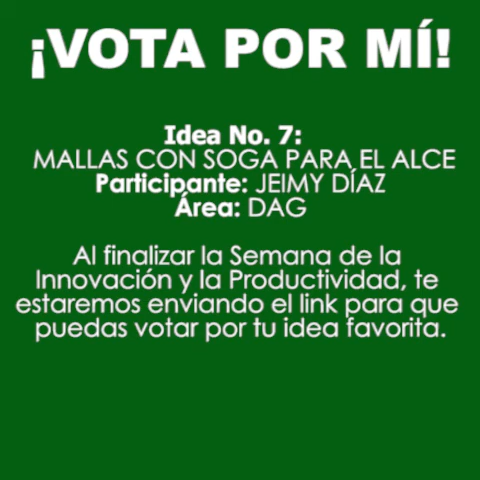 ¡VOTA POR MÍ!
Idea No. 7:
MALLAS CON SOGA PARA EL ALCE
Participante: JEIMY DÍAZ
Área: DAG
Al finalizar la Semana de la
Innovación y la Productividad, te
estaremos enviando el link para que
puedas votar por tu idea favorita.